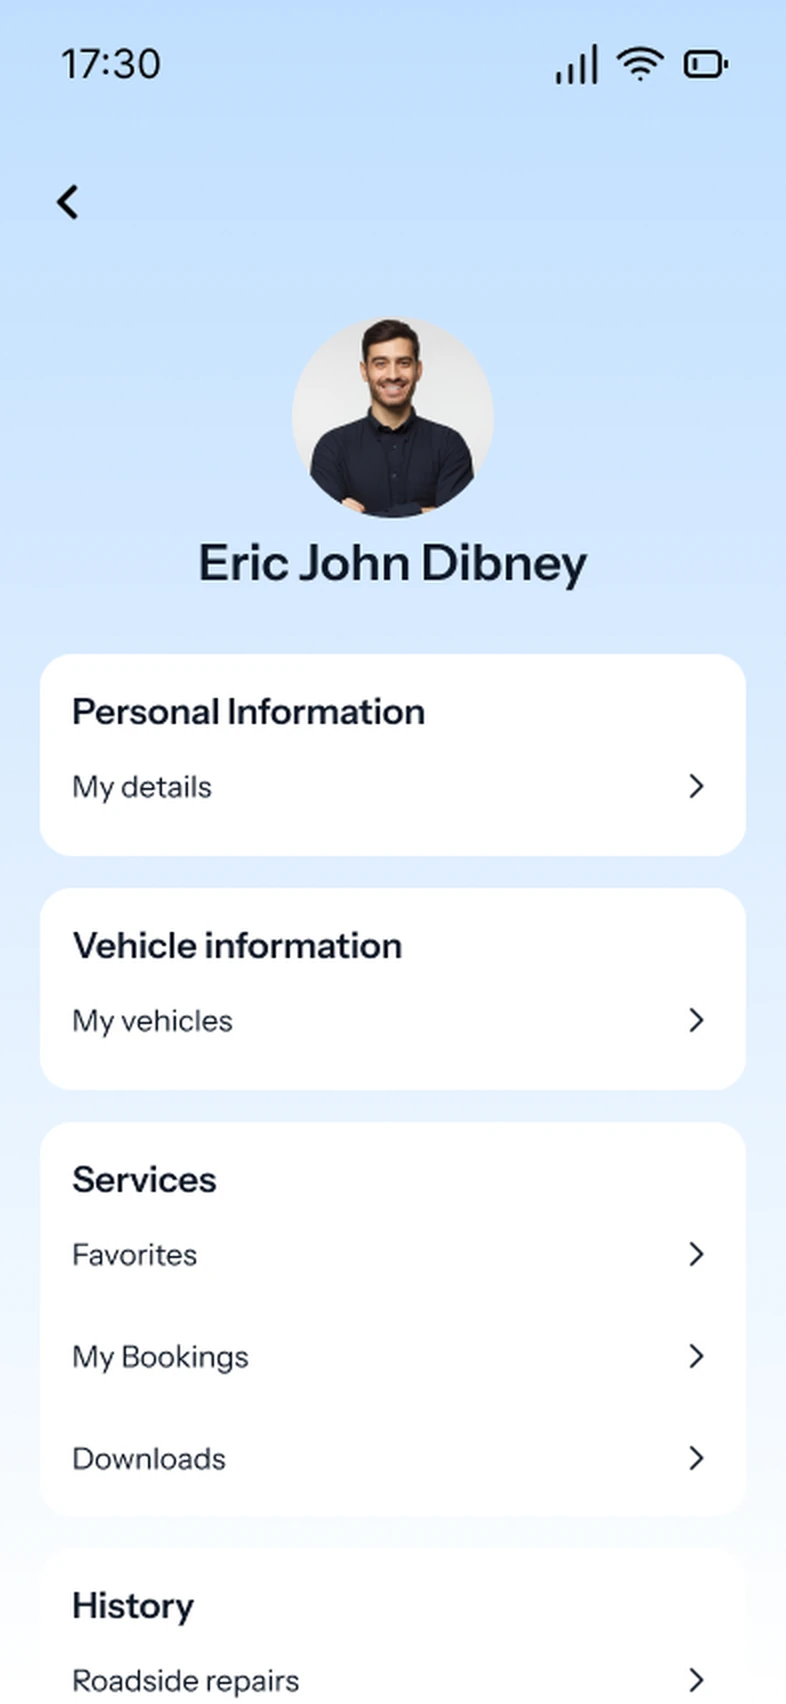 17:30
Eric John Dibney
Personal Information
My details
Vehicle information
My vehicles
Services
Favorites
My Bookings
Downloads
History
Roadside repairs